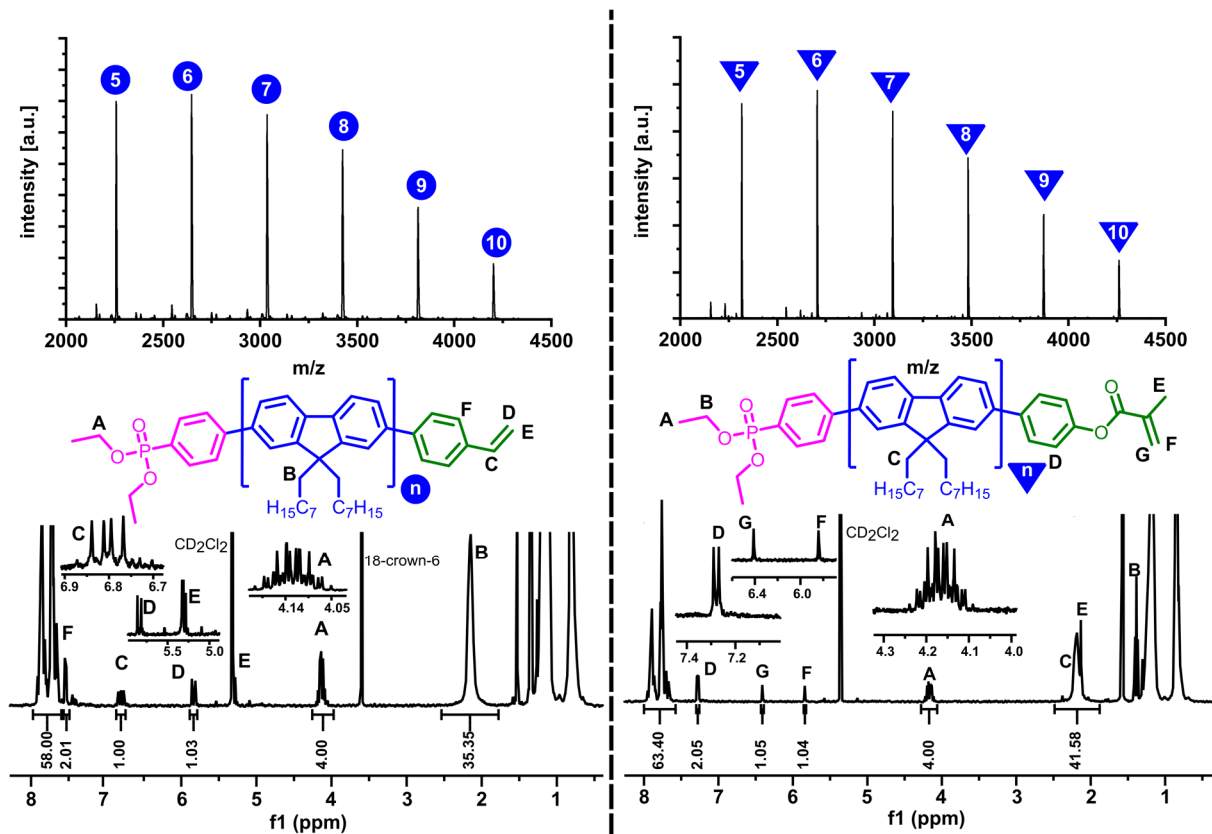 intensity [a.u.]
5
6
7
8
9
10
2000 2500 3000 3500 4000 4500
m/z
A
O
O
P
O
n
F
D
E
C
B
H15C7 C7H15
C
6.9 6.8 6.7
CD2Cl2
D
E
5.5 5.0
A
4.14 4.05
18-crown-6
B
F
C
D
E
A
58.00
2.01
1.00
1.03
4.00
35.35
8 7 6 5 4 3 2 1
f1 (ppm)
intensity [a.u.]
5
6
7
8
9
10
2000 2500 3000 3500 4000 4500
m/z
A
B
O
O
P
O
n
O
O
E
F
G
D
C
H15C7 C7H15
D
7.4 7.2
G
F
6.4 6.0
CD2Cl2
A
4.3 4.2 4.1 4.0
D
G
F
A
C
E
B
63.40
2.05
1.05
1.04
4.00
41.58
8 7 6 5 4 3 2 1
f1 (ppm)